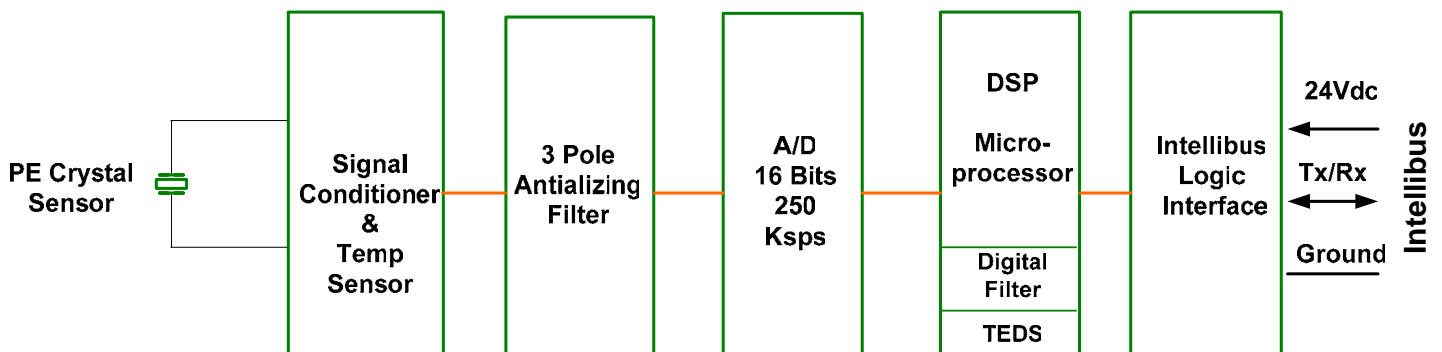 PE Crystal
Sensor
Signal
Conditioner
&
Temp
Sensor
3 Pole
Antializing
Filter
A/D
16 Bits
250
Ksps
DSP
Micro-
processor
Digital
Filter
TEDS
Intellibus
Logic
Interface
24Vdc
Tx/Rx
Ground
Intellibus